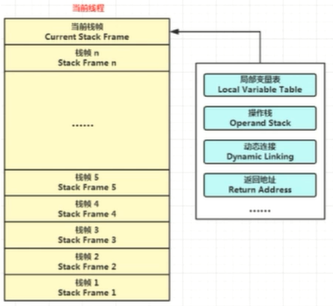 当前线程
当前栈帧
Current Stack Frame
栈帧 n
Stack Frame n
......
栈帧 5
Stack Frame 5
栈帧 4
Stack Frame 4
栈帧 3
Stack Frame 3
栈帧 2
Stack Frame 2
栈帧 1
Stack Frame 1
局部变量表
Local Variable Table
操作栈
Operand Stack
动态连接
Dynamic Linking
返回地址
Return Address
......